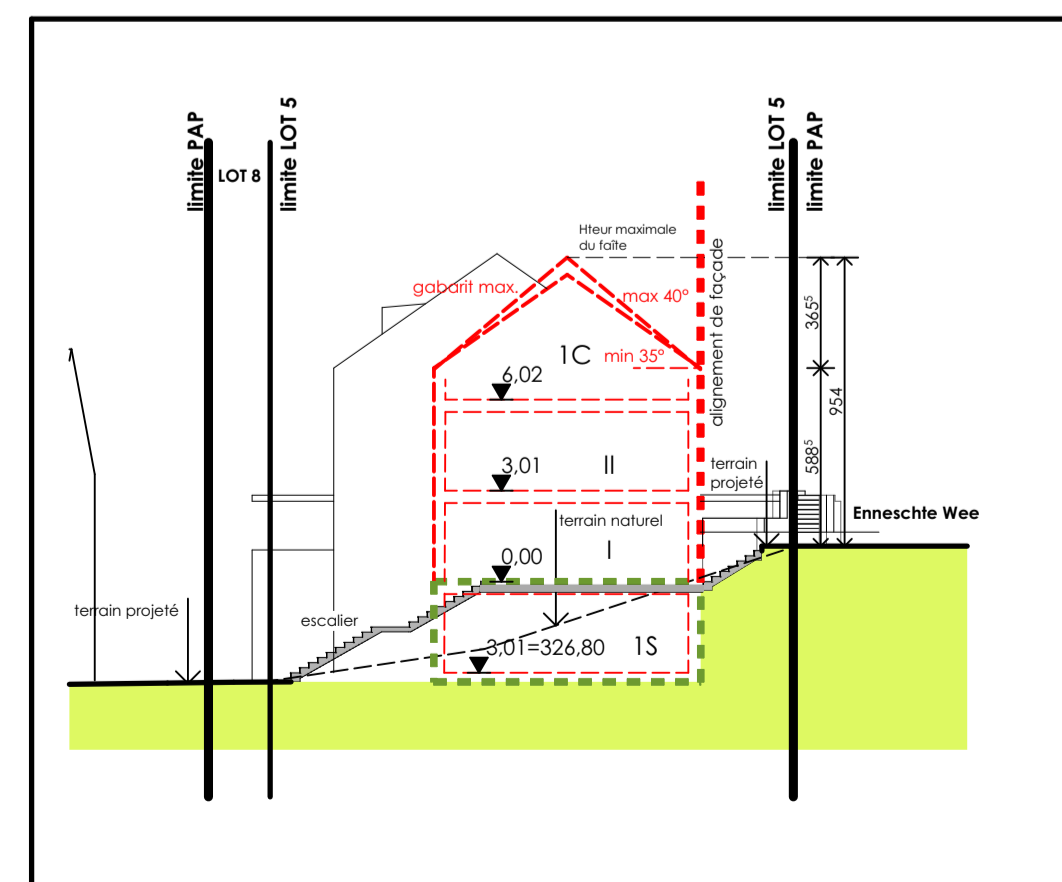 limite PAP
LOT 8
limite LOT 5
limite LOT 5
limite PAP
Hteur maximale
du faîte
gabarit max.
max 40°
alignement de façade
365⁵
1C
min 35°
6,02
954
588⁵
3,01
II
terrain
projeté
Enneschte Wee
terrain naturel
0,00
I
terrain projeté
escalier
3,01=326,80
1S